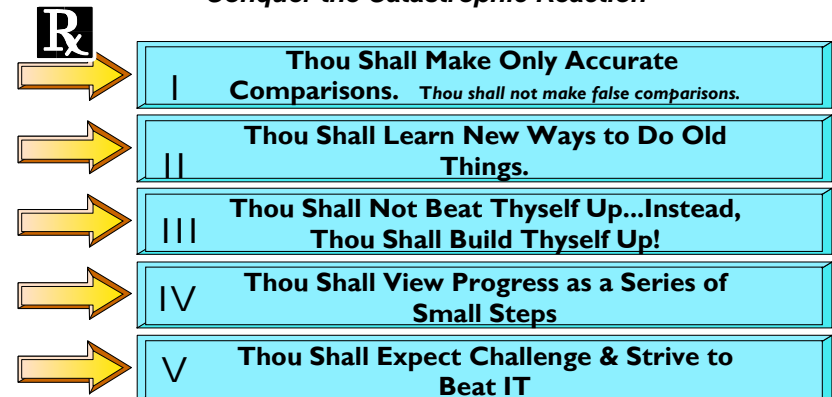 Conquer the Catastrophic Reaction
Rx
I
Thou Shall Make Only Accurate
Comparisons. Thou shall not make false comparisons.
II
Thou Shall Learn New Ways to Do Old
Things.
III
Thou Shall Not Beat Thyself Up...Instead,
Thou Shall Build Thyself Up!
IV
Thou Shall View Progress as a Series of
Small Steps
V
Thou Shall Expect Challenge & Strive to
Beat IT